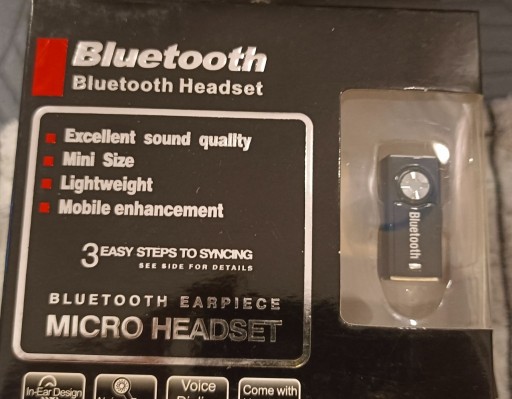 Bluetooth
Bluetooth Headset
Excellent sound quality
Mini Size
Lightweight
Mobile enhancement
3 EASY STEPS TO SYNCING
SEE SIDE FOR DETAILS
BLUETOOTH EARPIECE
MICRO HEADSET
Bluetooth
In-Ear Design
Voice
Come with